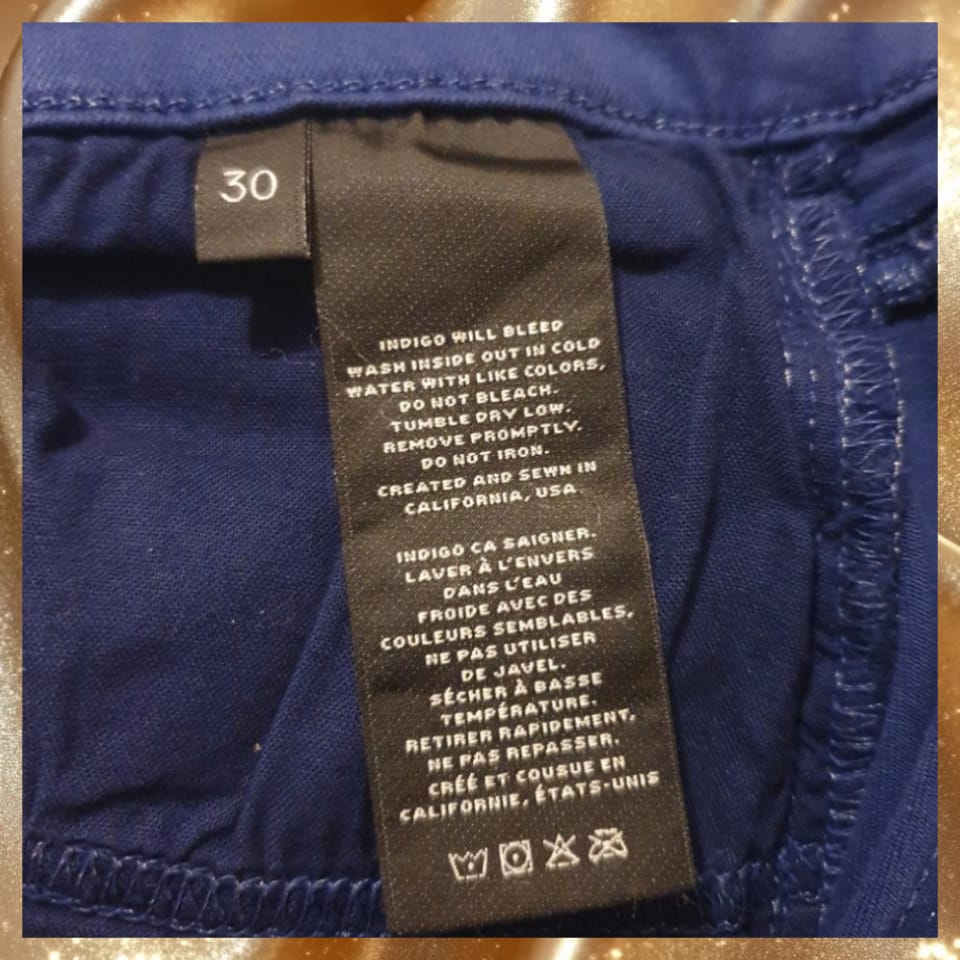 30
INDIGO WILL BLEED
WASH INSIDE OUT IN COLD
WATER WITH LIKE COLORS,
DO NOT BLEACH.
TUMBLE DRY LOW.
REMOVE PROMPTLY.
DO NOT IRON.
CREATED AND SEWN IN
CALIFORNIA, USA
INDIGO CA SAIGNER.
LAVER À L'ENVERS
DANS L'EAU
FROIDE AVEC DES
COULEURS SEMBLABLES,
NE PAS UTILISER
DE JAVEL.
SÉCHER À BASSE
TEMPÉRATURE.
RETIRER RAPIDEMENT,
NE PAS REPASSER.
CRÉÉ ET COUSUE EN
CALIFORNIE, ÉTATS-UNIS